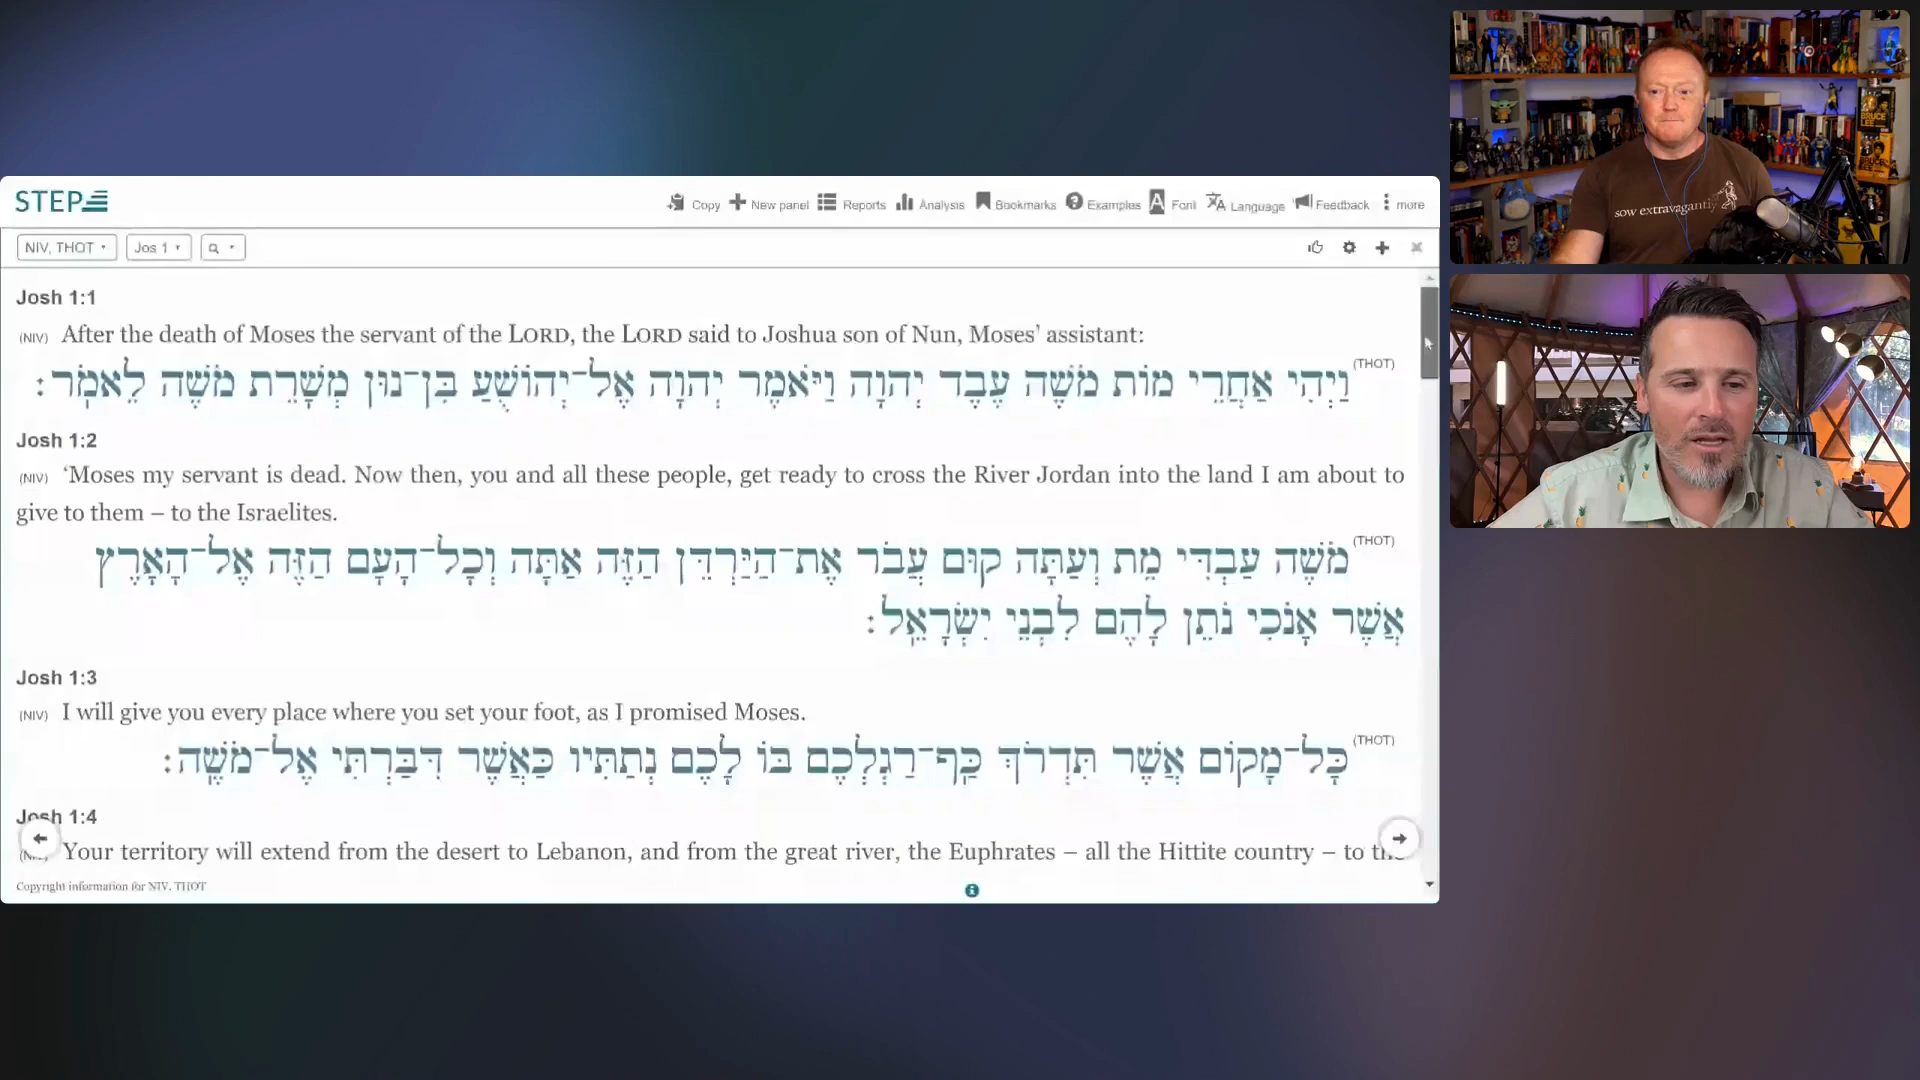 STEP
Copy New panel Reports Analysis Bookmarks Examples A Font Language Feedback more
NIV, THOT Jos 1
Josh 1:1
(NIV) After the death of Moses the servant of the LORD, the LORD said to Joshua son of Nun, Moses’ assistant:
(THOT) וַיְהִי אַחֲרֵי מוֹת מֹשֶׁה עֶבֶד יְהוָה וַיֹּאמֶר יְהוָה אֶל־יְהוֹשֻׁעַ בִּן־נוּן מְשָׁרֵת מֹשֶׁה לֵאמֹֽר׃
Josh 1:2
(NIV) ‘Moses my servant is dead. Now then, you and all these people, get ready to cross the River Jordan into the land I am about to
give to them – to the Israelites.
(THOT) מֹשֶׁה עַבְדִּי מֵת וְעַתָּה קוּם עֲבֹר אֶת־הַיַּרְדֵּן הַזֶּה אַתָּה וְכָל־הָעָם הַזֶּה אֶל־הָאָרֶץ
אֲשֶׁר אָנֹכִי נֹתֵן לָהֶם לִבְנֵי יִשְׂרָאֵֽל׃
Josh 1:3
(NIV) I will give you every place where you set your foot, as I promised Moses.
(THOT) כָּל־מָקוֹם אֲשֶׁר תִּדְרֹךְ כַּֽף־רַגְלְכֶם בּוֹ לָכֶם נְתַתִּיו כַּאֲשֶׁר דִּבַּרְתִּי אֶל־מֹשֶֽׁה׃
Josh 1:4
Your territory will extend from the desert to Lebanon, and from the great river, the Euphrates – all the Hittite country – to
Copyright information for NIV, THOT
sow extravagantly
BRUCE LEE